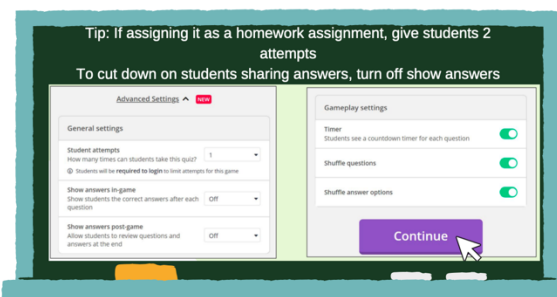 Tip: If assigning it as a homework assignment, give students 2
attempts
To cut down on students sharing answers, turn off show answers
Advanced Settings NEW
General settings
Student attempts
How many times can students take this quiz?
1
Students will be required to login to limit attempts for this game
Show answers in-game
Show students the correct answers after each
question
Off
Show answers post-game
Allow students to review questions and
answers at the end
Off
Gameplay settings
Timer
Students see a countdown timer for each question
Shuffle questions
Shuffle answer options
Continue